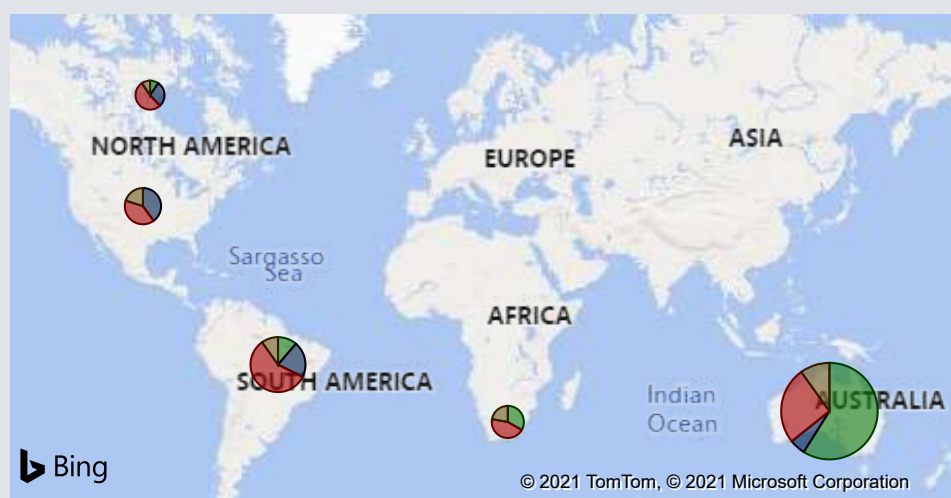 NORTH AMERICA
EUROPE
ASIA
Sargasso
Sea
AFRICA
SOUTH AMERICA
Indian
Ocean
AUSTRALIA
Bing
© 2021 TomTom, © 2021 Microsoft Corporation